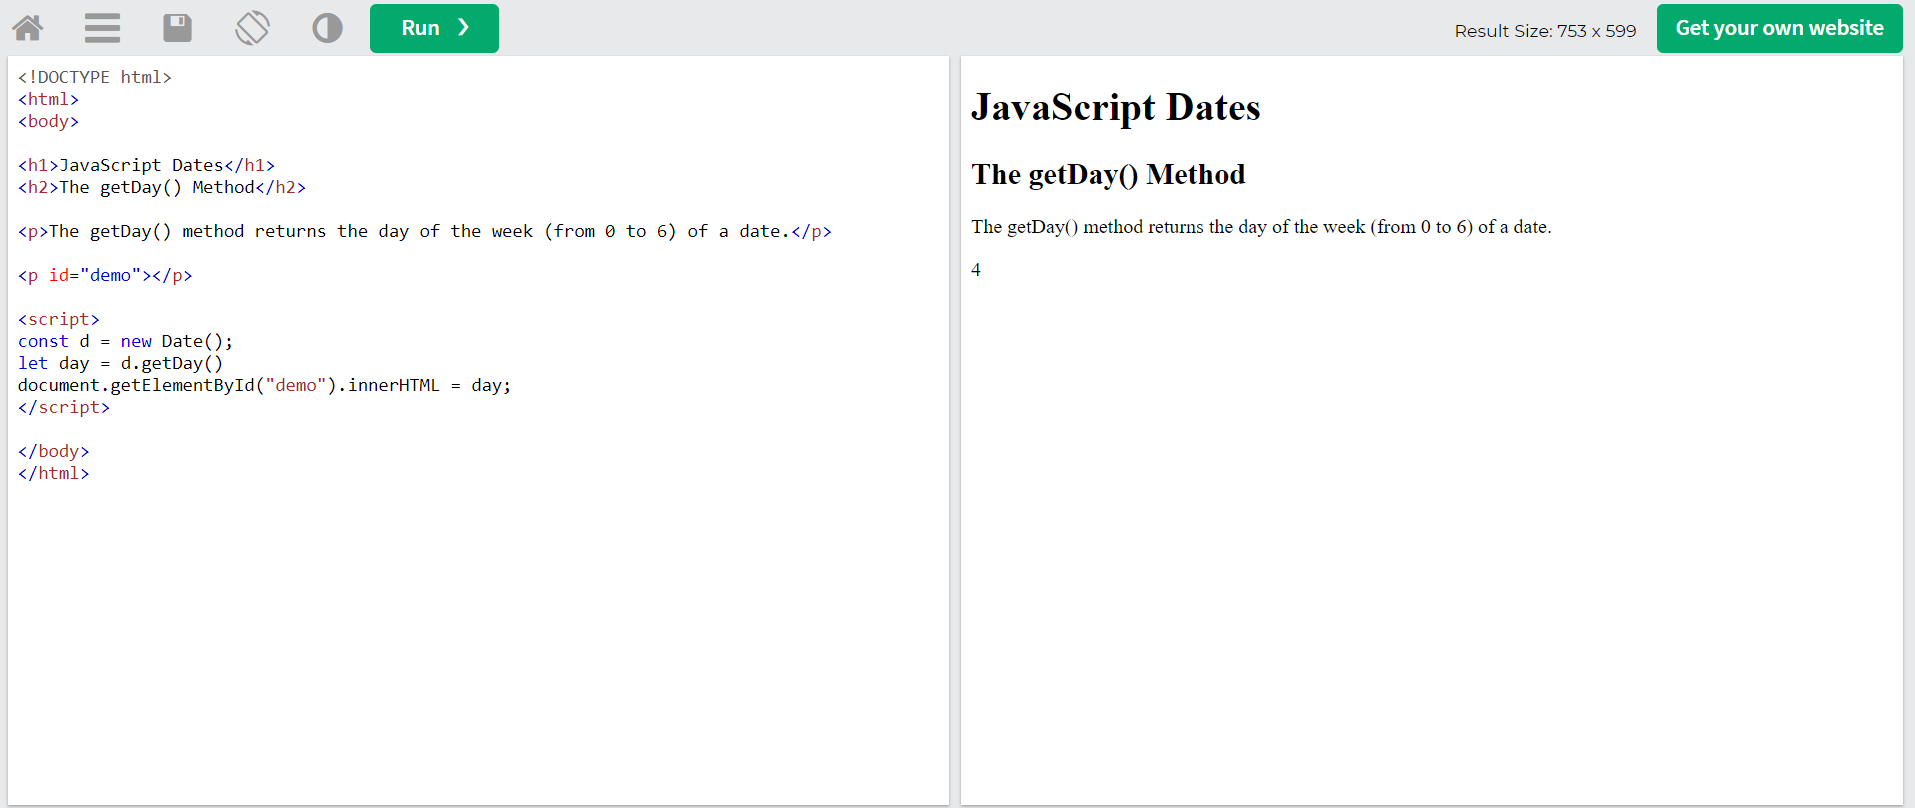 Run ❯
Result Size: 753 x 599
Get your own website
<!DOCTYPE html>
<html>
<body>
<h1>JavaScript Dates</h1>
<h2>The getDay() Method</h2>
<p>The getDay() method returns the day of the week (from 0 to 6) of a date.</p>
<p id="demo"></p>
<script>
const d = new Date();
let day = d.getDay()
document.getElementById("demo").innerHTML = day;
</script>
</body>
</html>
JavaScript Dates
The getDay() Method
The getDay() method returns the day of the week (from 0 to 6) of a date.
4